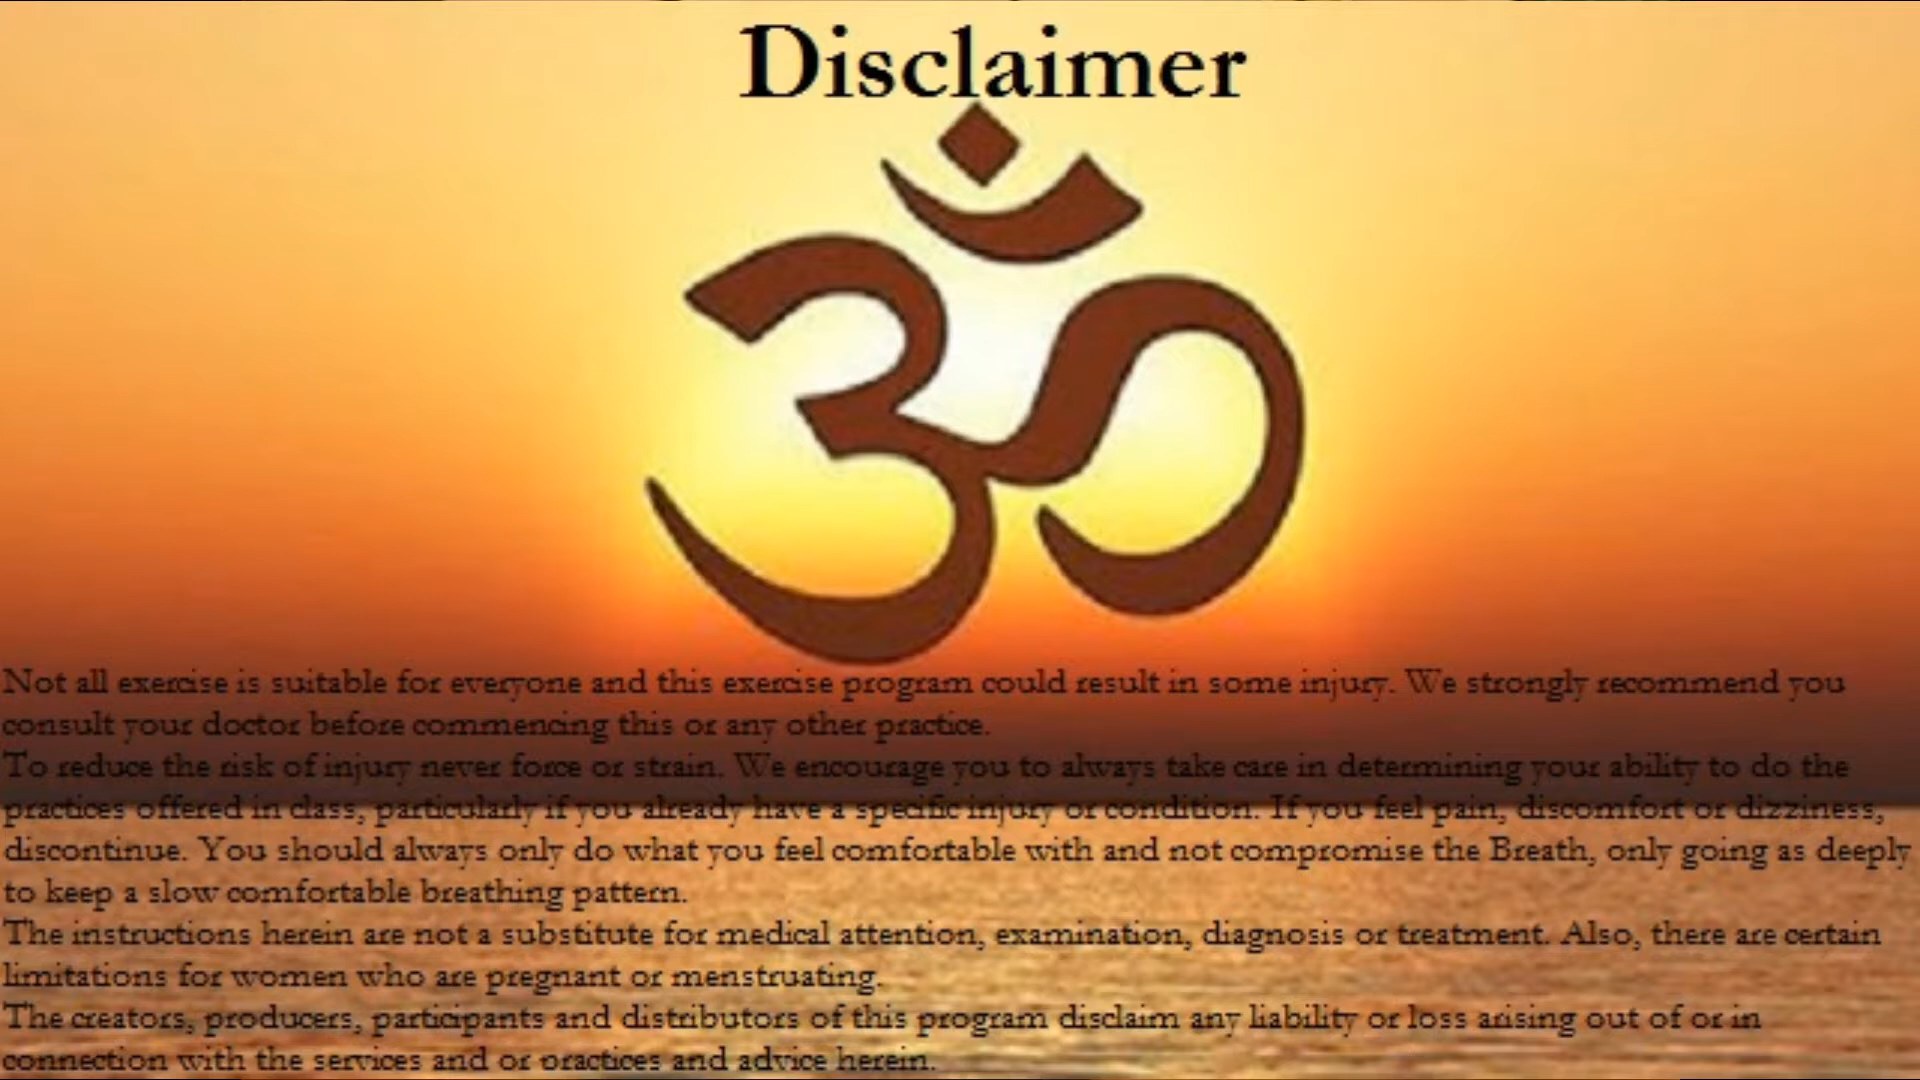 Disclaimer
ॐ
Not all exercise is suitable for everyone and this exercise program could result in some injury. We strongly recommend you
consult your doctor before commencing this or any other practice.
To reduce the risk of injury never force or strain. We encourage you to always take care in determining your ability to do the
practices offered in class, particularly if you already have a specific injury or condition. If you feel pain, discomfort or dizziness,
discontinue. You should always only do what you feel comfortable with and not compromise the Breath, only going as deeply
to keep a slow comfortable breathing pattern.
The instructions herein are not a substitute for medical attention, examination, diagnosis or treatment. Also, there are certain
limitations for women who are pregnant or menstruating.
The creators, producers, participants and distributors of this program disclaim any liability or loss arising out of or in
connection with the services and or practices and advice herein.